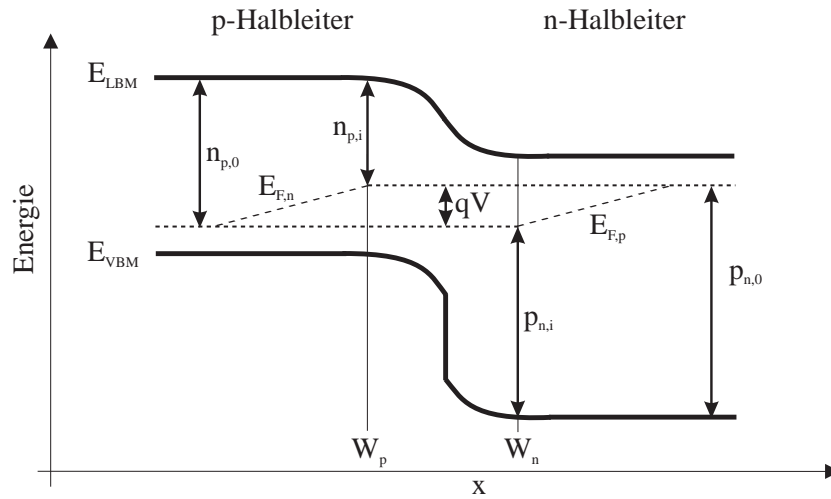 p-Halbleiter
n-Halbleiter
Energie
E_LBM
n_p,0
n_p,i
E_F,n
qV
E_F,p
E_VBM
p_n,i
p_n,0
W_p
W_n
x